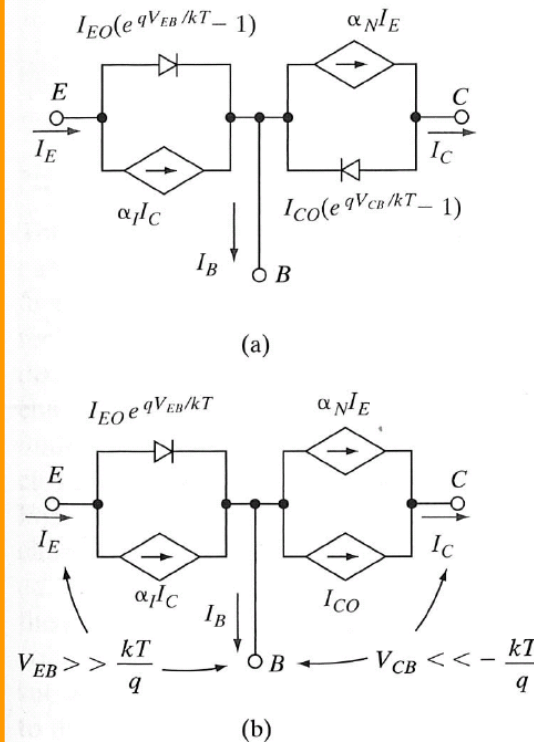 I_EO(e^{qV_EB/kT} – 1)
α_N I_E
E
C
I_E
I_C
α_I I_C
I_CO(e^{qV_CB/kT} – 1)
I_B
B
(a)
I_EO e^{qV_EB/kT}
α_N I_E
E
C
I_E
I_C
α_I I_C
I_B
I_CO
V_EB >> kT/q
B
V_CB << – kT/q
(b)